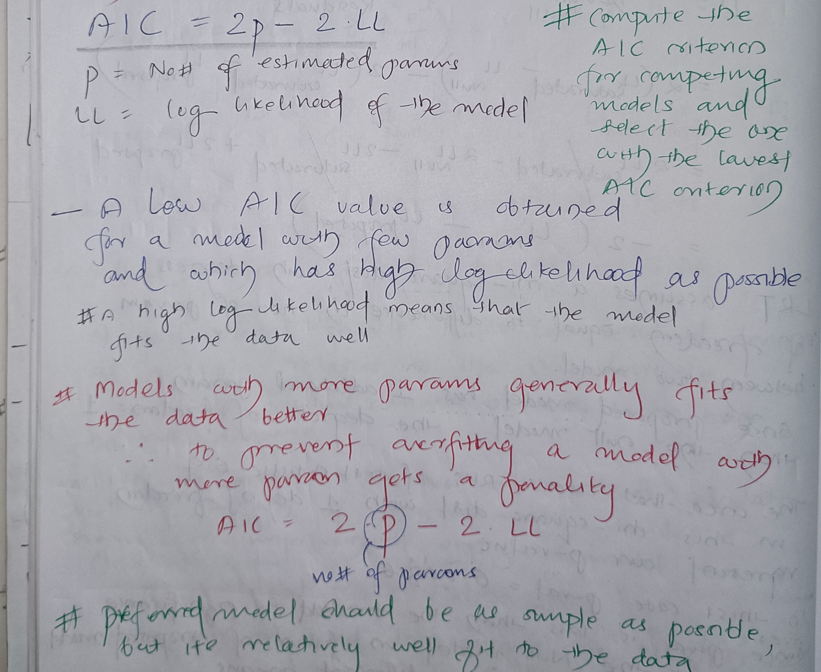 AIC = 2p - 2·LL
p = No# of estimated params
LL = log likelihood of the model
# Compute the
AIC criterion
for competing
models and
select the one
with the lowest
AIC criterion
— A low AIC value is obtained
for a model with few params
and which has high log likelihood as possible
# A high log likelihood means that the model
fits the data well
# Models with more params generally fits
the data better
∴ to prevent overfitting a model with
more param gets a penality
AIC = 2 p - 2. LL
no# of params
# Preferred model should be as simple as possible,
but its relatively well fit to the data